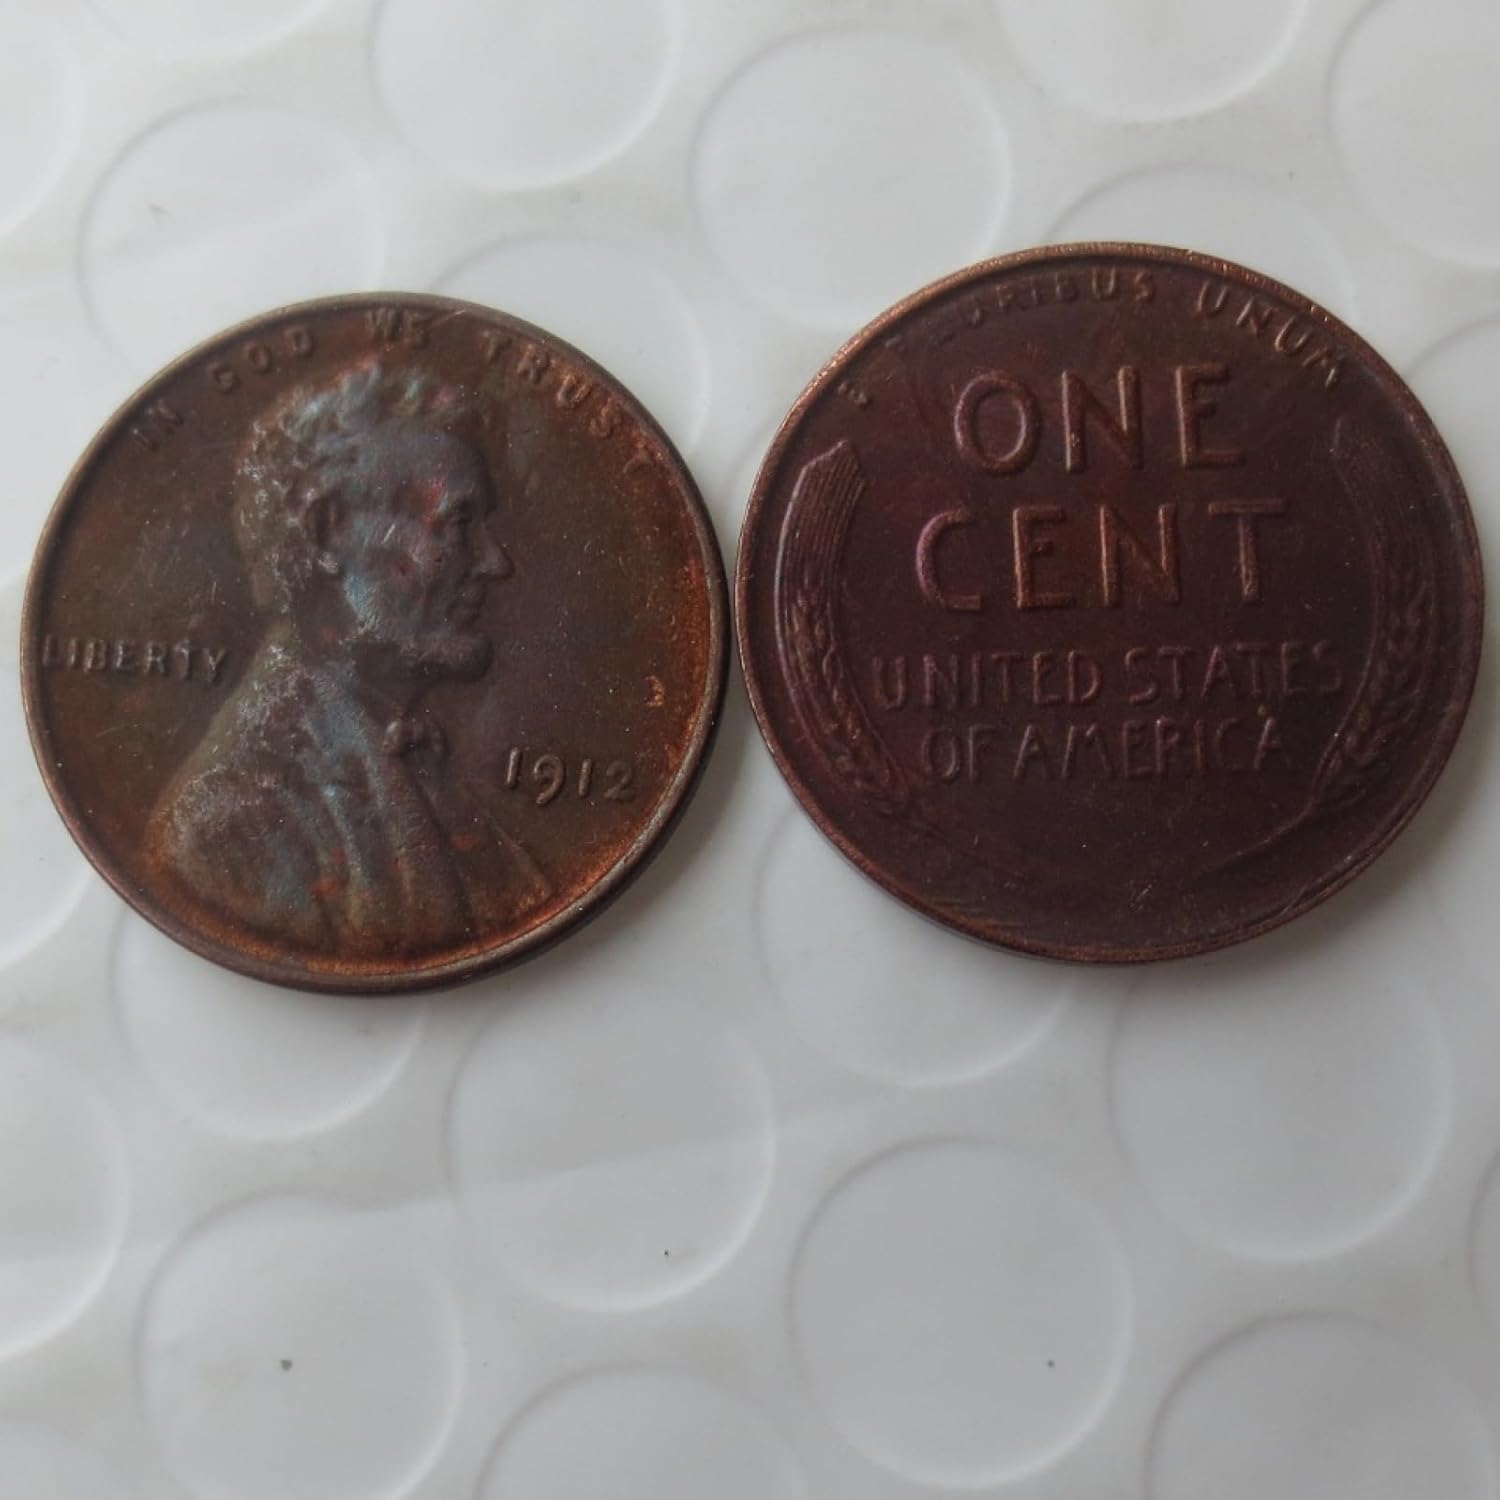 IN GOD WE TRUST
LIBERTY
1912
E PLURIBUS UNUM
ONE
CENT
UNITED STATES
OF AMERICA